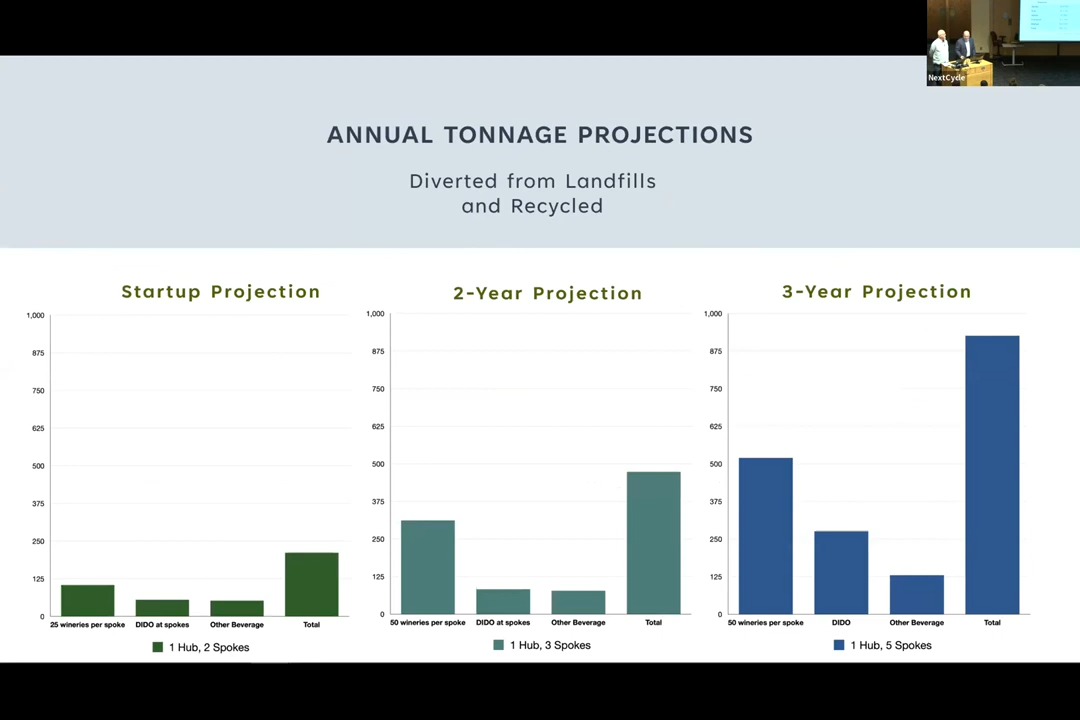 NextCycle
ANNUAL TONNAGE PROJECTIONS
Diverted from Landfills
and Recycled
Startup Projection
1,000
875
750
625
500
375
250
125
0
25 wineries per spoke
DIDO at spokes
Other Beverage
Total
1 Hub, 2 Spokes
2-Year Projection
1,000
875
750
625
500
375
250
125
0
50 wineries per spoke
DIDO at spokes
Other Beverage
Total
1 Hub, 3 Spokes
3-Year Projection
1,000
875
750
625
500
375
250
125
0
50 wineries per spoke
DIDO
Other Beverage
Total
1 Hub, 5 Spokes